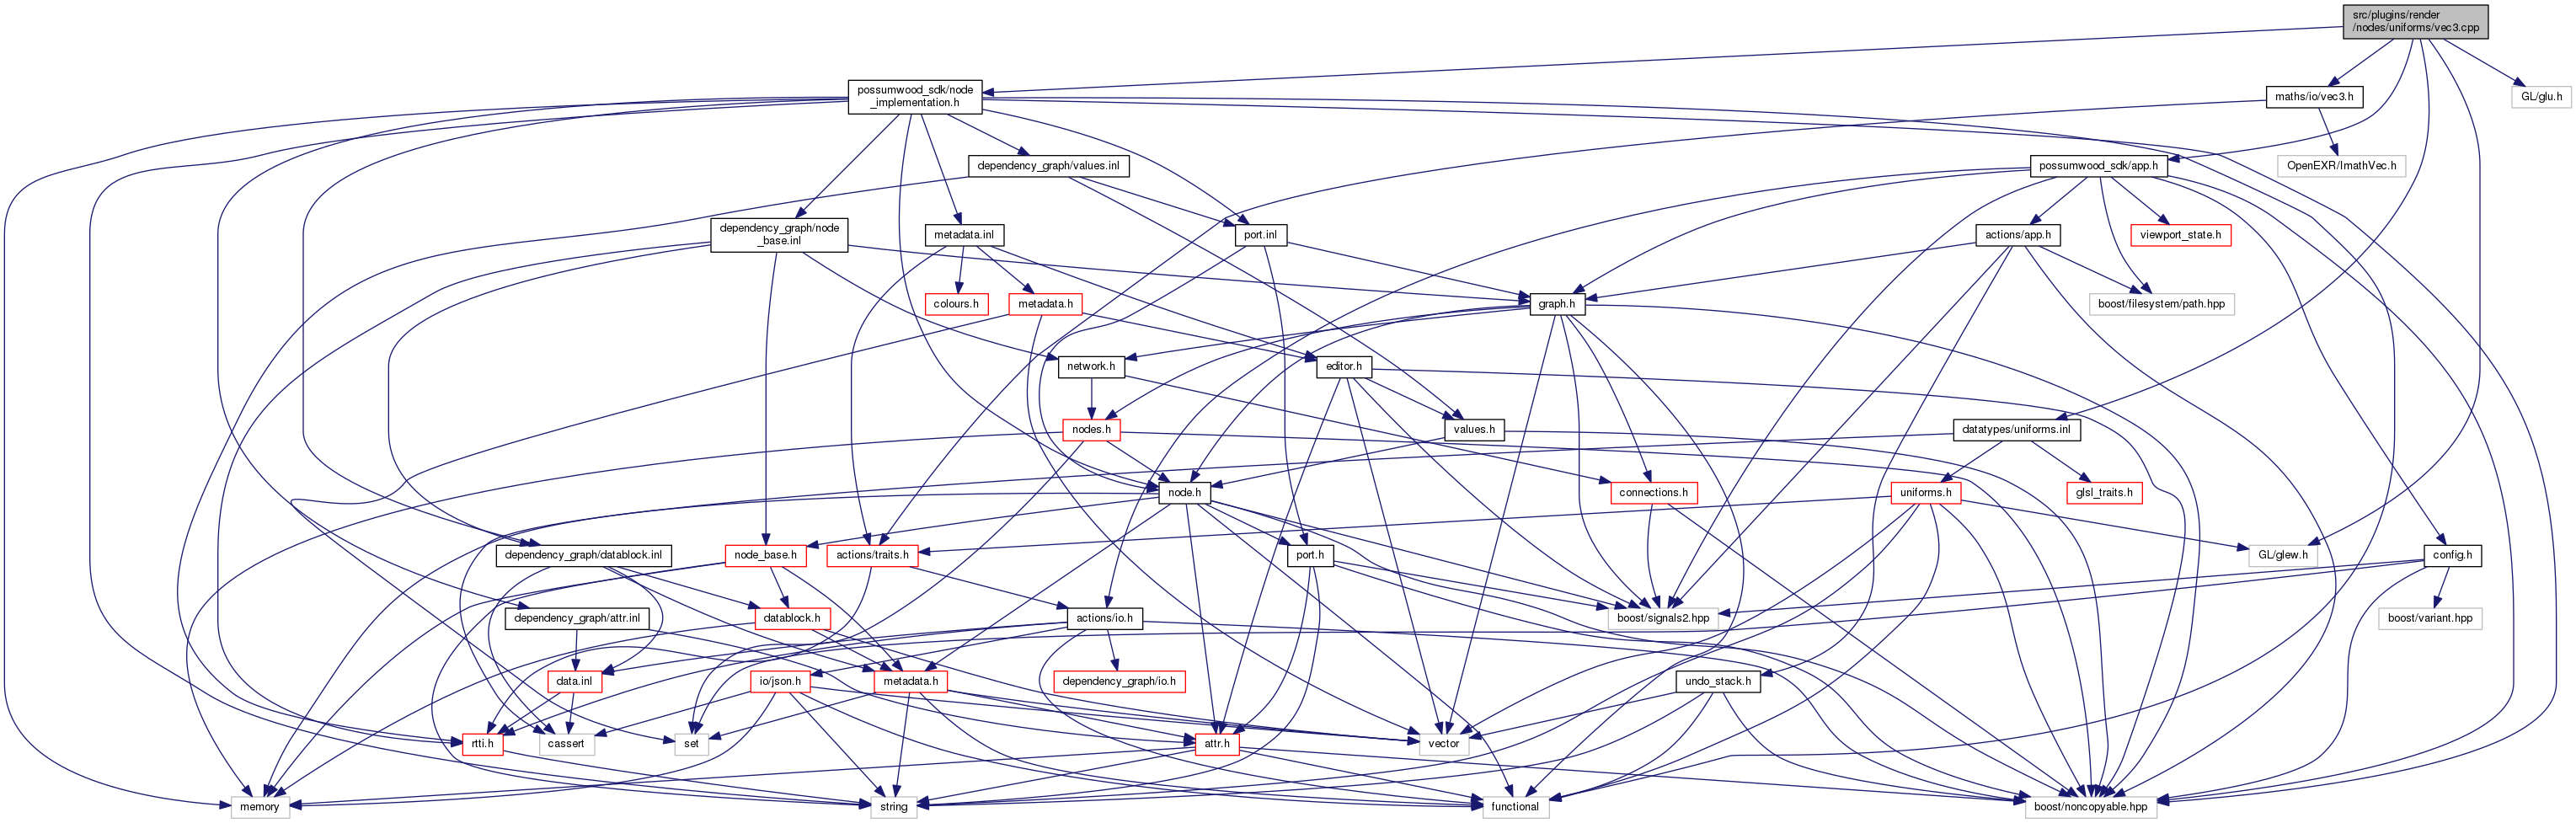 src/plugins/render
/nodes/uniforms/vec3.cpp
possumwood_sdk/node
_implementation.h
maths/io/vec3.h
GL/glu.h
dependency_graph/values.inl
possumwood_sdk/app.h
OpenEXR/ImathVec.h
dependency_graph/node
_base.inl
metadata.inl
port.inl
actions/app.h
viewport_state.h
colours.h
metadata.h
graph.h
boost/filesystem/path.hpp
network.h
editor.h
nodes.h
values.h
datatypes/uniforms.inl
node.h
connections.h
uniforms.h
glsl_traits.h
dependency_graph/datablock.inl
node_base.h
actions/traits.h
port.h
GL/glew.h
config.h
dependency_graph/attr.inl
datablock.h
actions/io.h
boost/signals2.hpp
boost/variant.hpp
data.inl
io/json.h
metadata.h
dependency_graph/io.h
undo_stack.h
rtti.h
cassert
set
attr.h
vector
memory
string
functional
boost/noncopyable.hpp